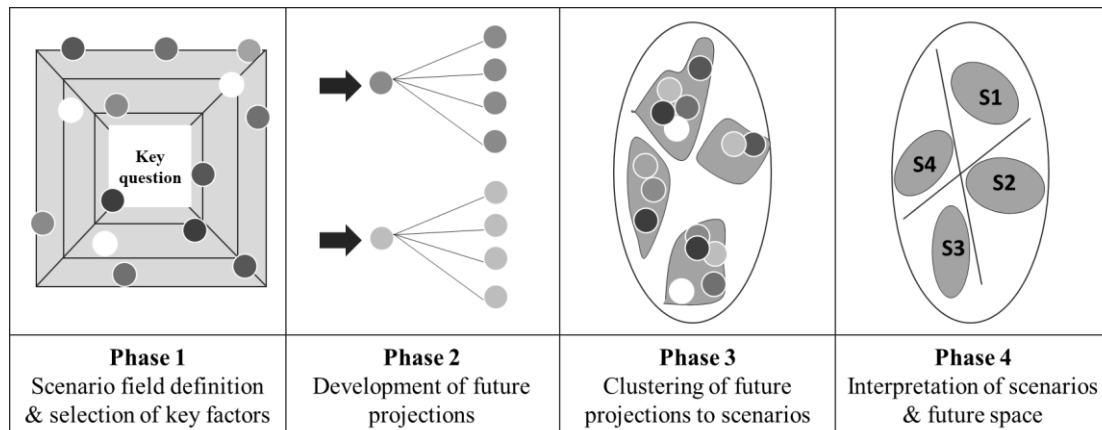 Key
question
S1
S4
S2
S3
Phase 1
Scenario field definition
& selection of key factors
Phase 2
Development of future
projections
Phase 3
Clustering of future
projections to scenarios
Phase 4
Interpretation of scenarios
& future space